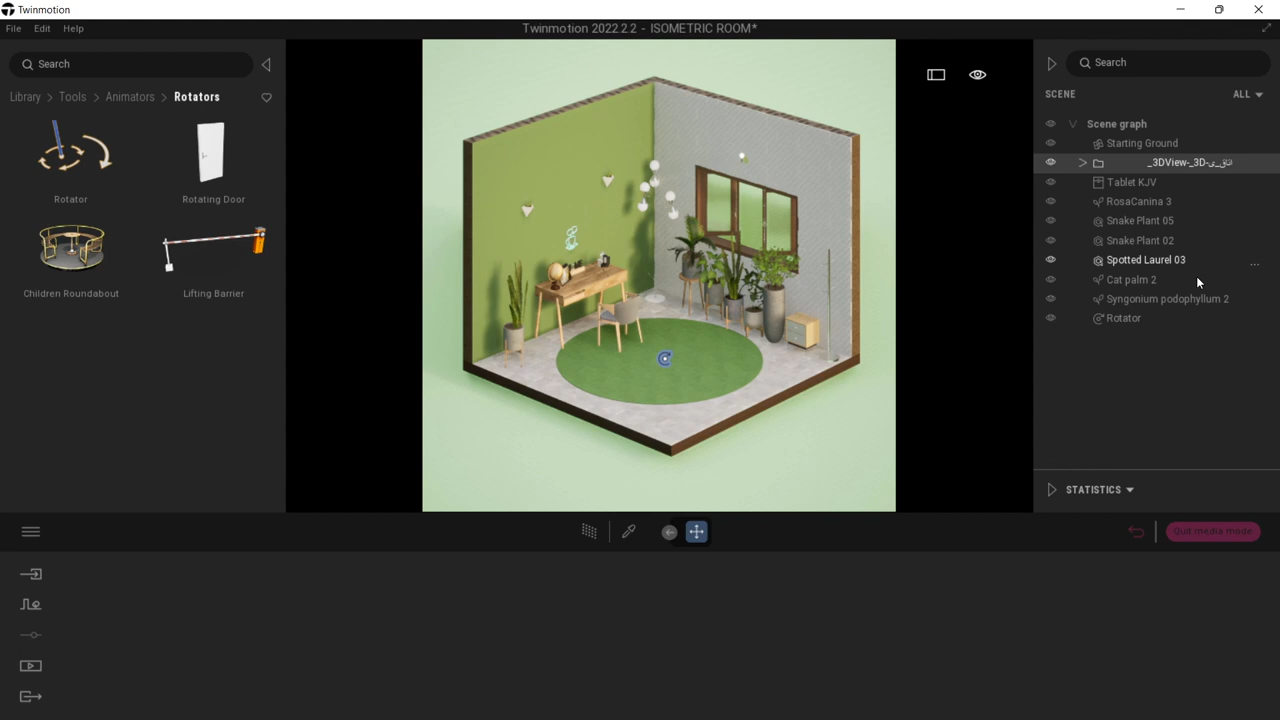 Twinmotion
File Edit Help
Twinmotion 2022.2.2 - ISOMETRIC ROOM*
Search
Library > Tools > Animators > Rotators
Rotator
Rotating Door
Children Roundabout
Lifting Barrier
Search
SCENE
ALL
Scene graph
Starting Ground
_3DView-_3D-اتاق_ی
Tablet KJV
RosaCanina 3
Snake Plant 05
Snake Plant 02
Spotted Laurel 03 ...
Cat palm 2
Syngonium podophyllum 2
Rotator
STATISTICS
Quit media mode